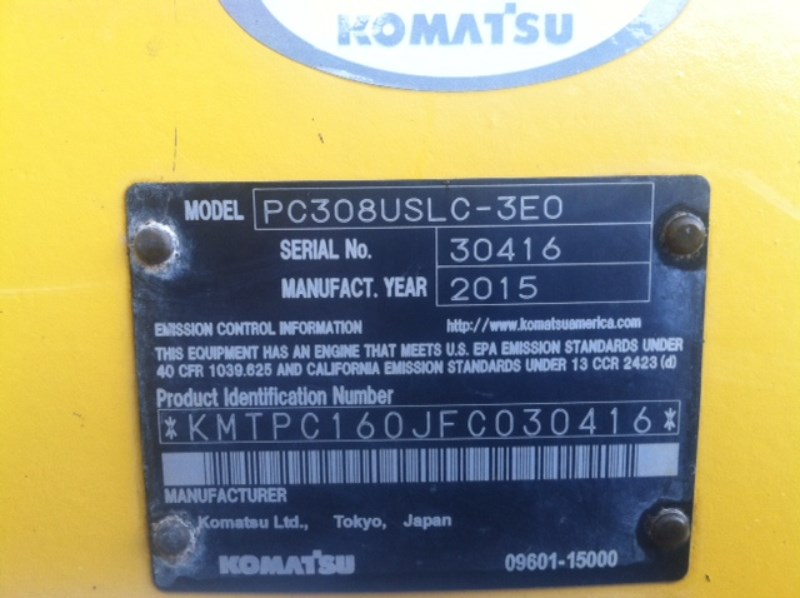 KOMATSU
MODEL PC308USLC-3E0
SERIAL No. 30416
MANUFACT. YEAR 2015
EMISSION CONTROL INFORMATION http://www.komatsuamerica.com
THIS EQUIPMENT HAS AN ENGINE THAT MEETS U.S. EPA EMISSION STANDARDS UNDER
40 CFR 1039.625 AND CALIFORNIA EMISSION STANDARDS UNDER 13 CCR 2423 (d)
Product Identification Number
*KMTPC160JFC030416*
MANUFACTURER
Komatsu Ltd., Tokyo, Japan
KOMATSU 09601-15000